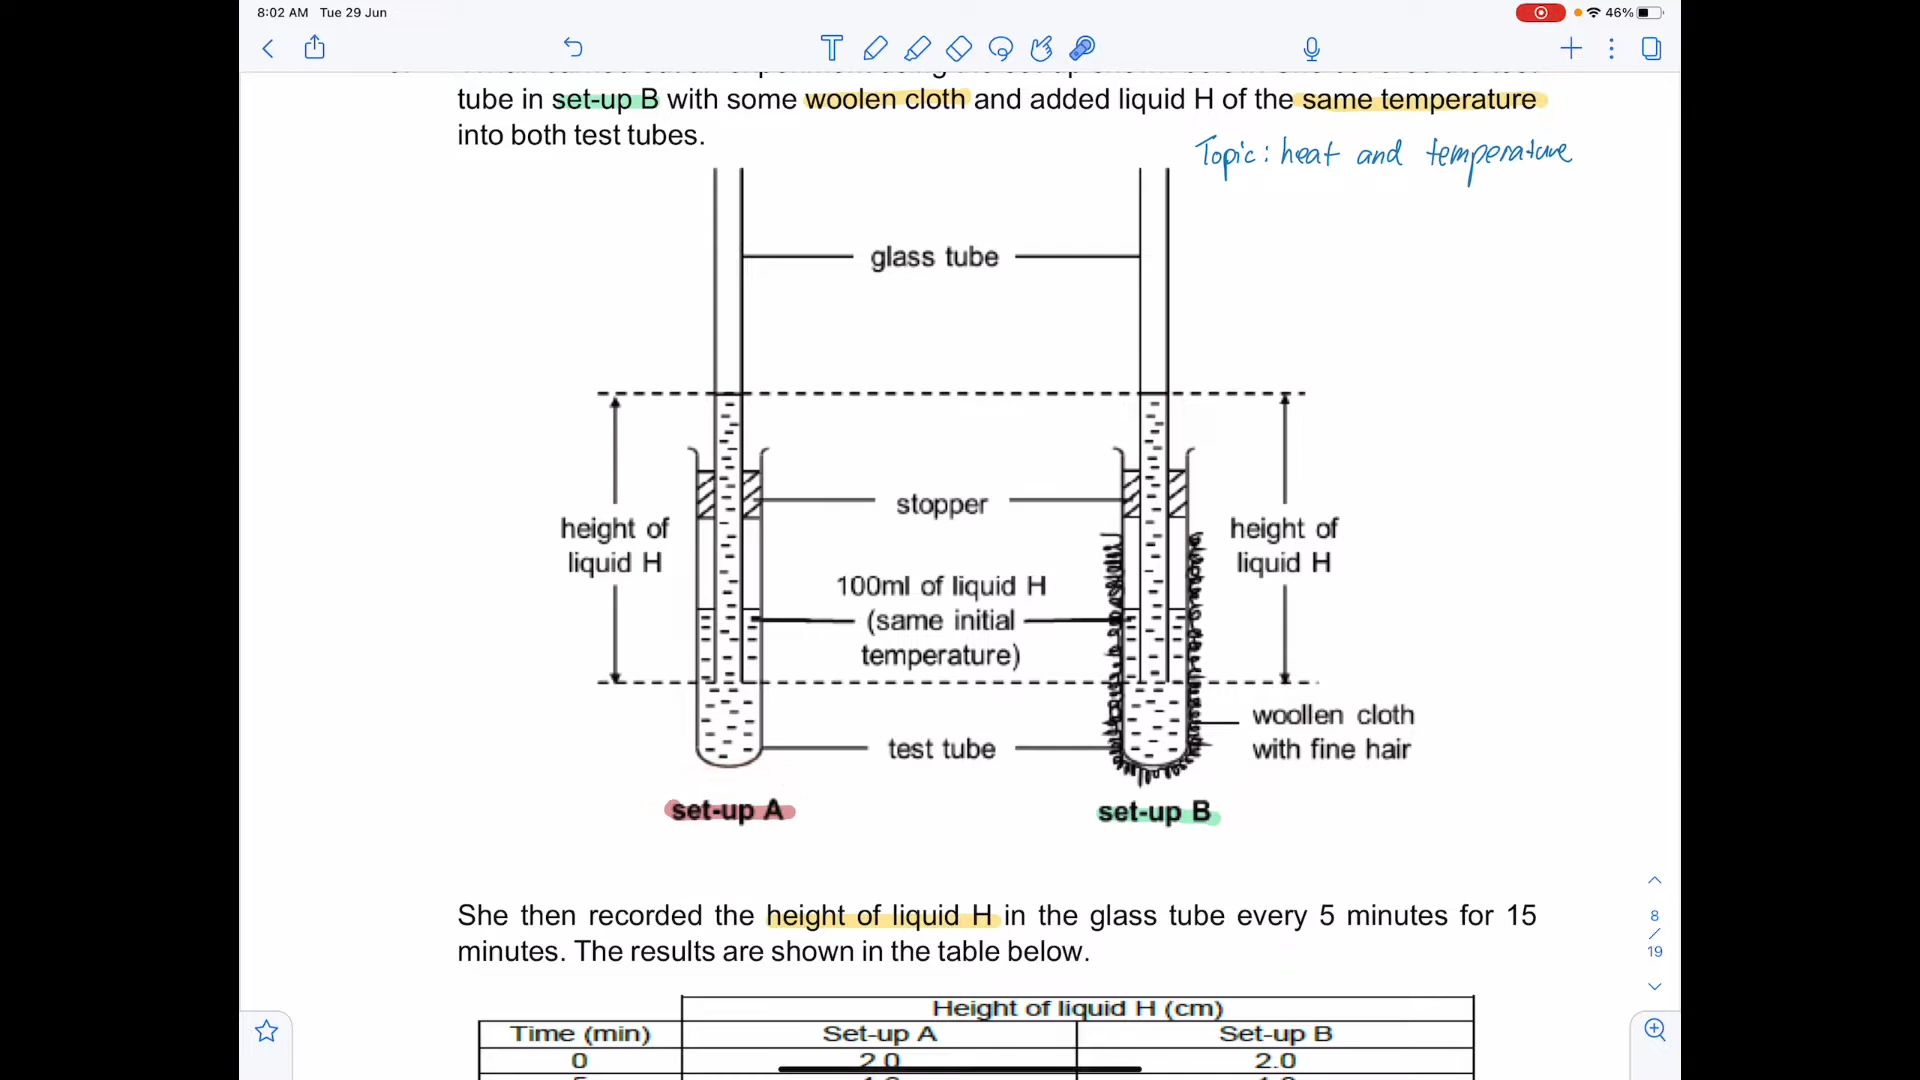 8:02 AM Tue 29 Jun
46%
tube in set-up B with some woolen cloth and added liquid H of the same temperature
into both test tubes.
Topic: heat and temperature
glass tube
stopper
height of
liquid H
height of
liquid H
100ml of liquid H
(same initial
temperature)
woollen cloth
with fine hair
test tube
set-up A
set-up B
She then recorded the height of liquid H in the glass tube every 5 minutes for 15
minutes. The results are shown in the table below.
8
/
19
Height of liquid H (cm)
Time (min) Set-up A Set-up B
0 2.0 2.0